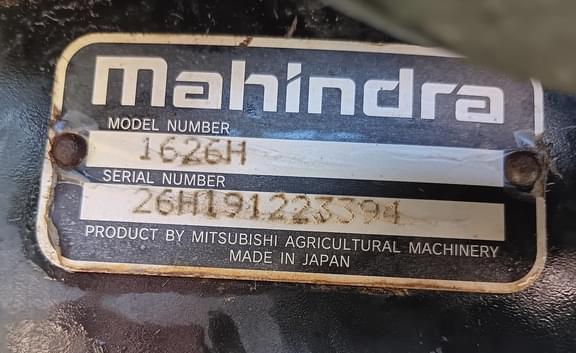 mahindra
MODEL NUMBER
1626H
SERIAL NUMBER
26H191223394
PRODUCT BY MITSUBISHI AGRICULTURAL MACHINERY
MADE IN JAPAN